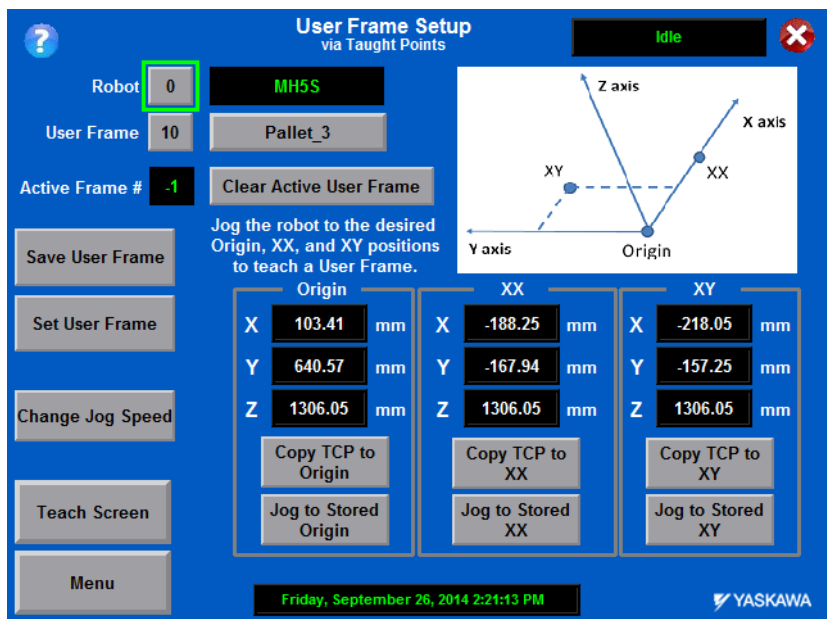 User Frame Setup
via Taught Points
?
Idle
Robot 0 MH5S
User Frame 10 Pallet_3
Active Frame # -1 Clear Active User Frame
Z axis
X axis
XY
XX
Y axis
Origin
Jog the robot to the desired
Origin, XX, and XY positions
to teach a User Frame.
Save User Frame
Set User Frame
Change Jog Speed
Teach Screen
Menu
Origin
X 103.41 mm
Y 640.57 mm
Z 1306.05 mm
Copy TCP to
Origin
Jog to Stored
Origin
XX
X -188.25 mm
Y -167.94 mm
Z 1306.05 mm
Copy TCP to
XX
Jog to Stored
XX
XY
X -218.05 mm
Y -157.25 mm
Z 1306.05 mm
Copy TCP to
XY
Jog to Stored
XY
Friday, September 26, 2014 2:21:13 PM
YASKAWA